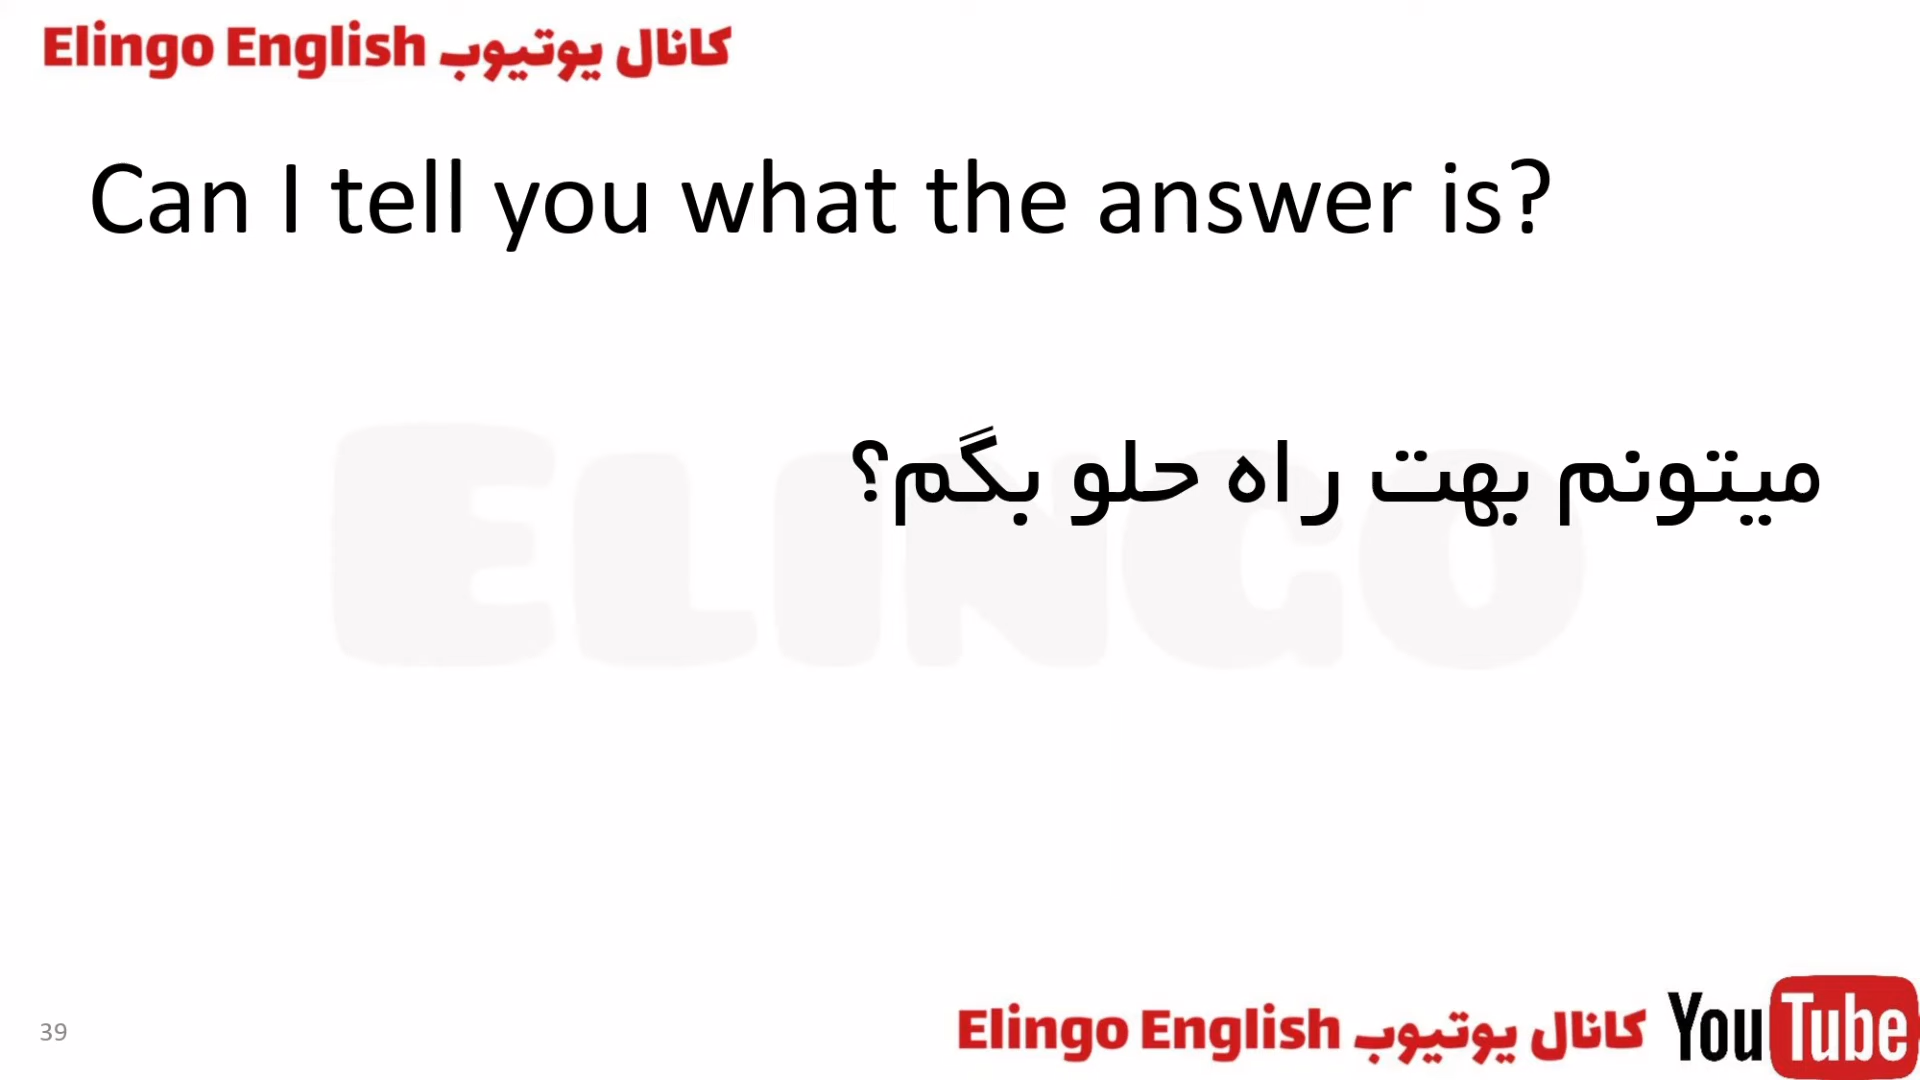 Elingo English کانال یوتیوب
Can I tell you what the answer is?
میتونم بهت راه حلو بگم؟
ELINGO
39
Elingo English کانال یوتیوب YouTube